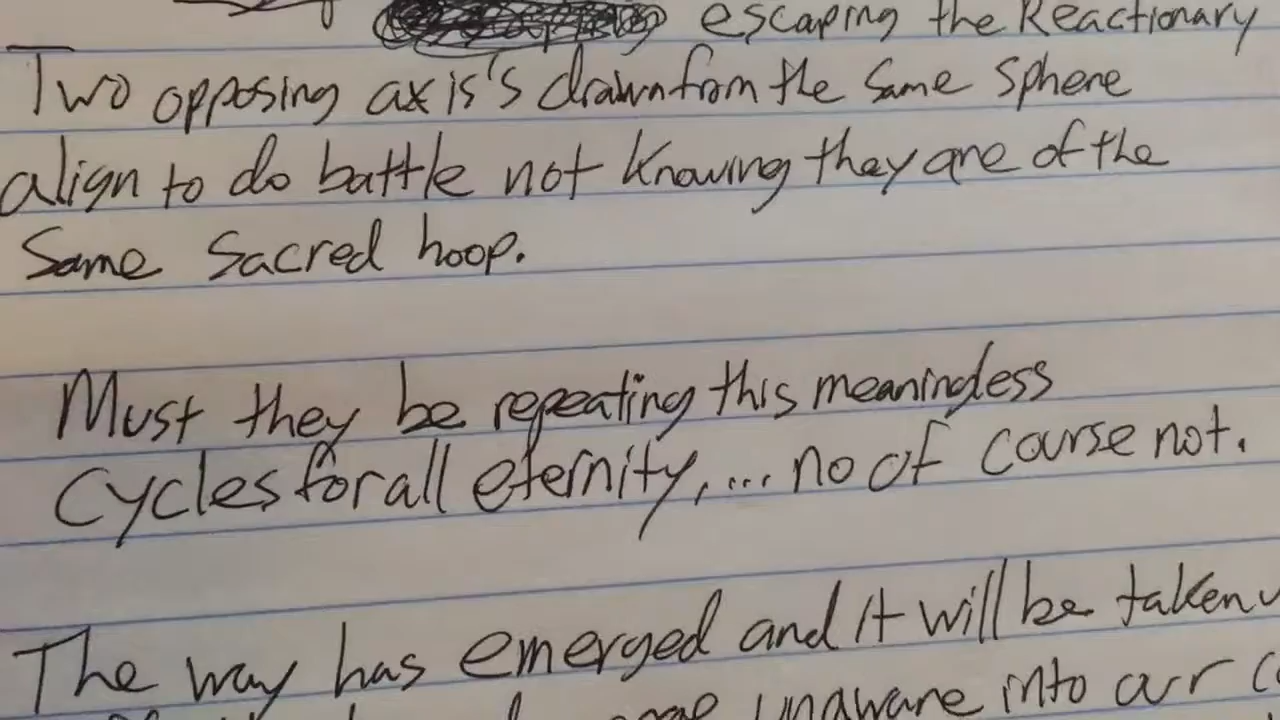 escaping the Reactionary
Two opposing axis's drawn from the Same Sphere
align to do battle not Knowing they are of the
Same Sacred hoop.
Must they be repeating this meaningless
Cycles for all eternity,... no of course not.
The way has emerged and it will be taken
unaware into our